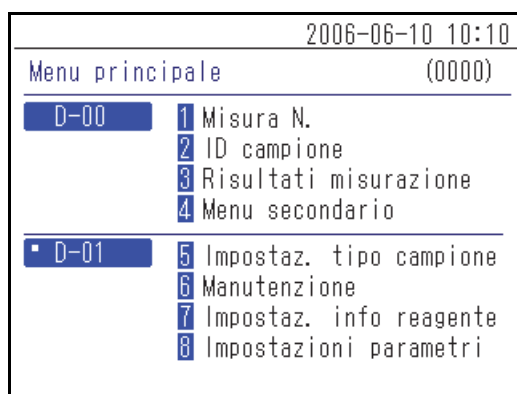 2006-06-10 10:10
Menu principale (0000)
D-00 1 Misura N.
2 ID campione
3 Risultati misurazione
4 Menu secondario
D-01 5 Impostaz. tipo campione
6 Manutenzione
7 Impostaz. info reagente
8 Impostazioni parametri